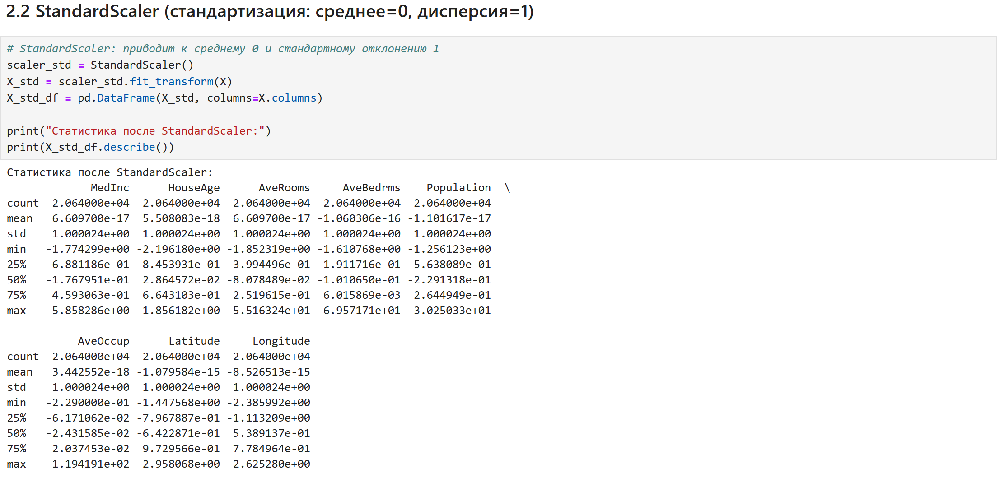 2.2 StandardScaler (стандартизация: среднее=0, дисперсия=1)
# StandardScaler: приводит к среднему 0 и стандартному отклонению 1
scaler_std = StandardScaler()
X_std = scaler_std.fit_transform(X)
X_std_df = pd.DataFrame(X_std, columns=X.columns)
print("Статистика после StandardScaler:")
print(X_std_df.describe())
Статистика после StandardScaler:
MedInc HouseAge AveRooms AveBedrms Population \
count 2.064000e+04 2.064000e+04 2.064000e+04 2.064000e+04 2.064000e+04
mean 6.609700e-17 5.508083e-18 6.609700e-17 -1.060306e-16 -1.101617e-17
std 1.000024e+00 1.000024e+00 1.000024e+00 1.000024e+00 1.000024e+00
min -1.774299e+00 -2.196180e+00 -1.852319e+00 -1.610768e+00 -1.256123e+00
25% -6.881186e-01 -8.453931e-01 -3.994496e-01 -1.911716e-01 -5.638089e-01
50% -1.767951e-01 2.864572e-02 -8.078489e-02 -1.010650e-01 -2.291318e-01
75% 4.593063e-01 6.643103e-01 2.519615e-01 6.015869e-03 2.644949e-01
max 5.858286e+00 1.856182e+00 5.516324e+01 6.957171e+01 3.025033e+01
AveOccup Latitude Longitude
count 2.064000e+04 2.064000e+04 2.064000e+04
mean 3.442552e-18 -1.079584e-15 -8.526513e-15
std 1.000024e+00 1.000024e+00 1.000024e+00
min -2.290000e-01 -1.447568e+00 -2.385992e+00
25% -6.171062e-02 -7.967887e-01 -1.113209e+00
50% -2.431585e-02 -6.422871e-01 5.389137e-01
75% 2.037453e-02 9.729566e-01 7.784964e-01
max 1.194191e+02 2.958068e+00 2.625280e+00